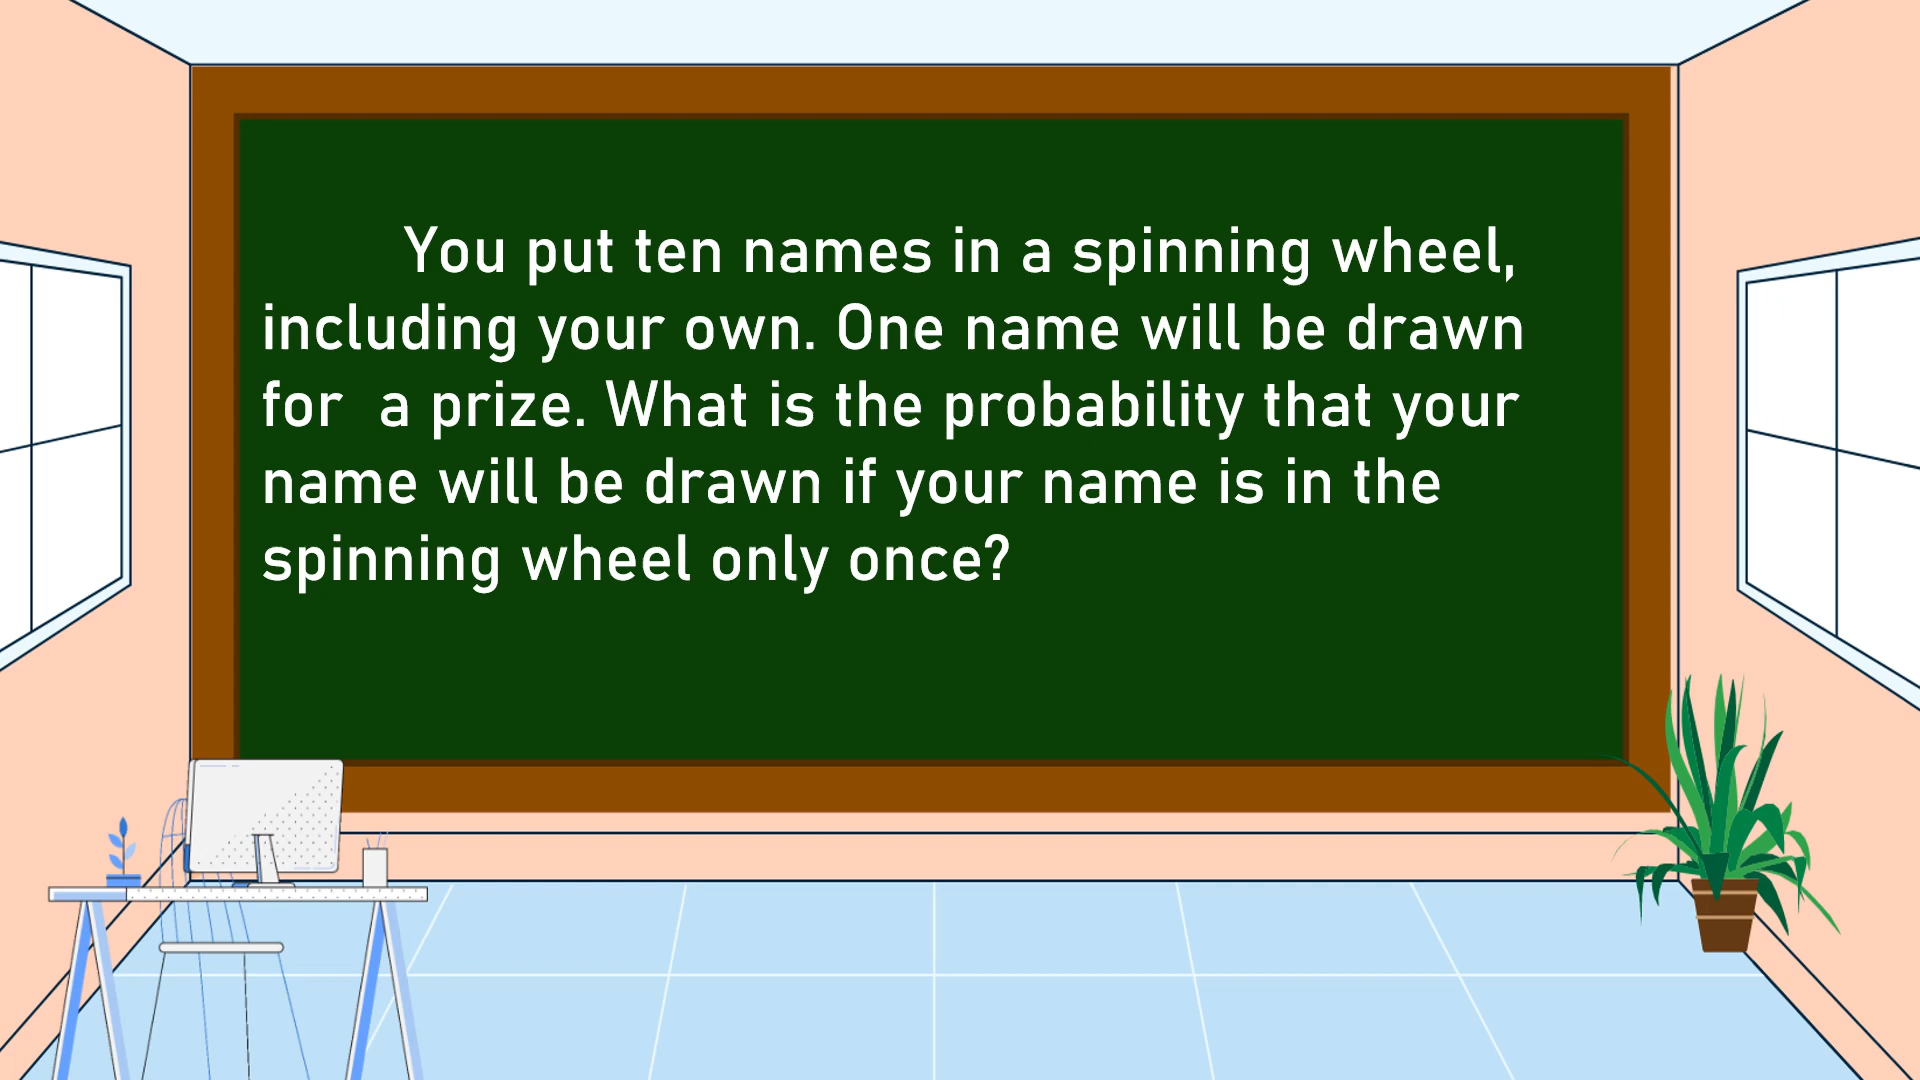 You put ten names in a spinning wheel,
including your own. One name will be drawn
for  a prize. What is the probability that your
name will be drawn if your name is in the
spinning wheel only once?